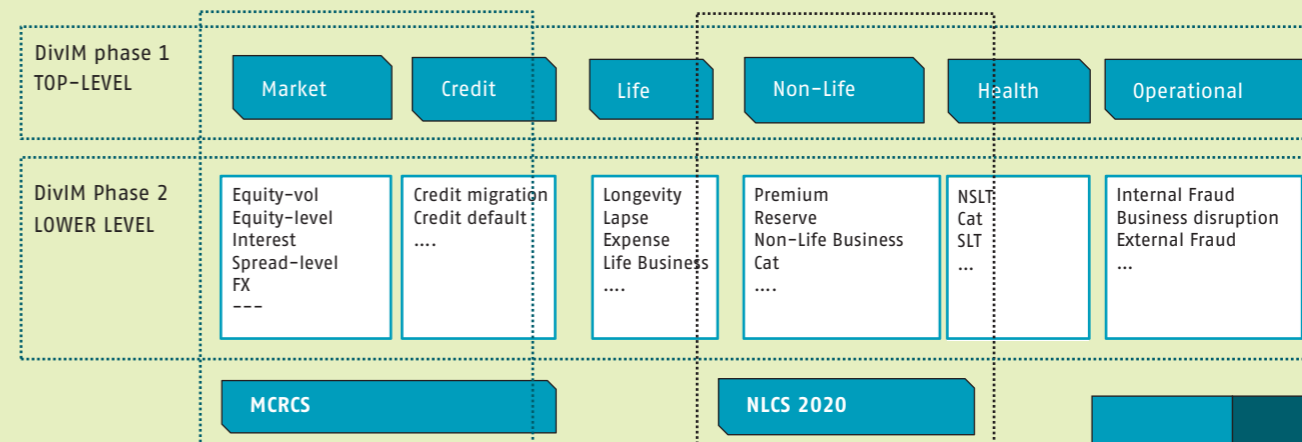 DivIM phase 1
TOP-LEVEL
Market
Credit
Life
Non-Life
Health
Operational
DivIM Phase 2
LOWER LEVEL
Equity-vol
Equity-level
Interest
Spread-level
FX
---
Credit migration
Credit default
....
Longevity
Lapse
Expense
Life Business
....
Premium
Reserve
Non-Life Business
Cat
....
NSLT
Cat
SLT
...
Internal Fraud
Business disruption
External Fraud
...
MCRCS
NLCS 2020